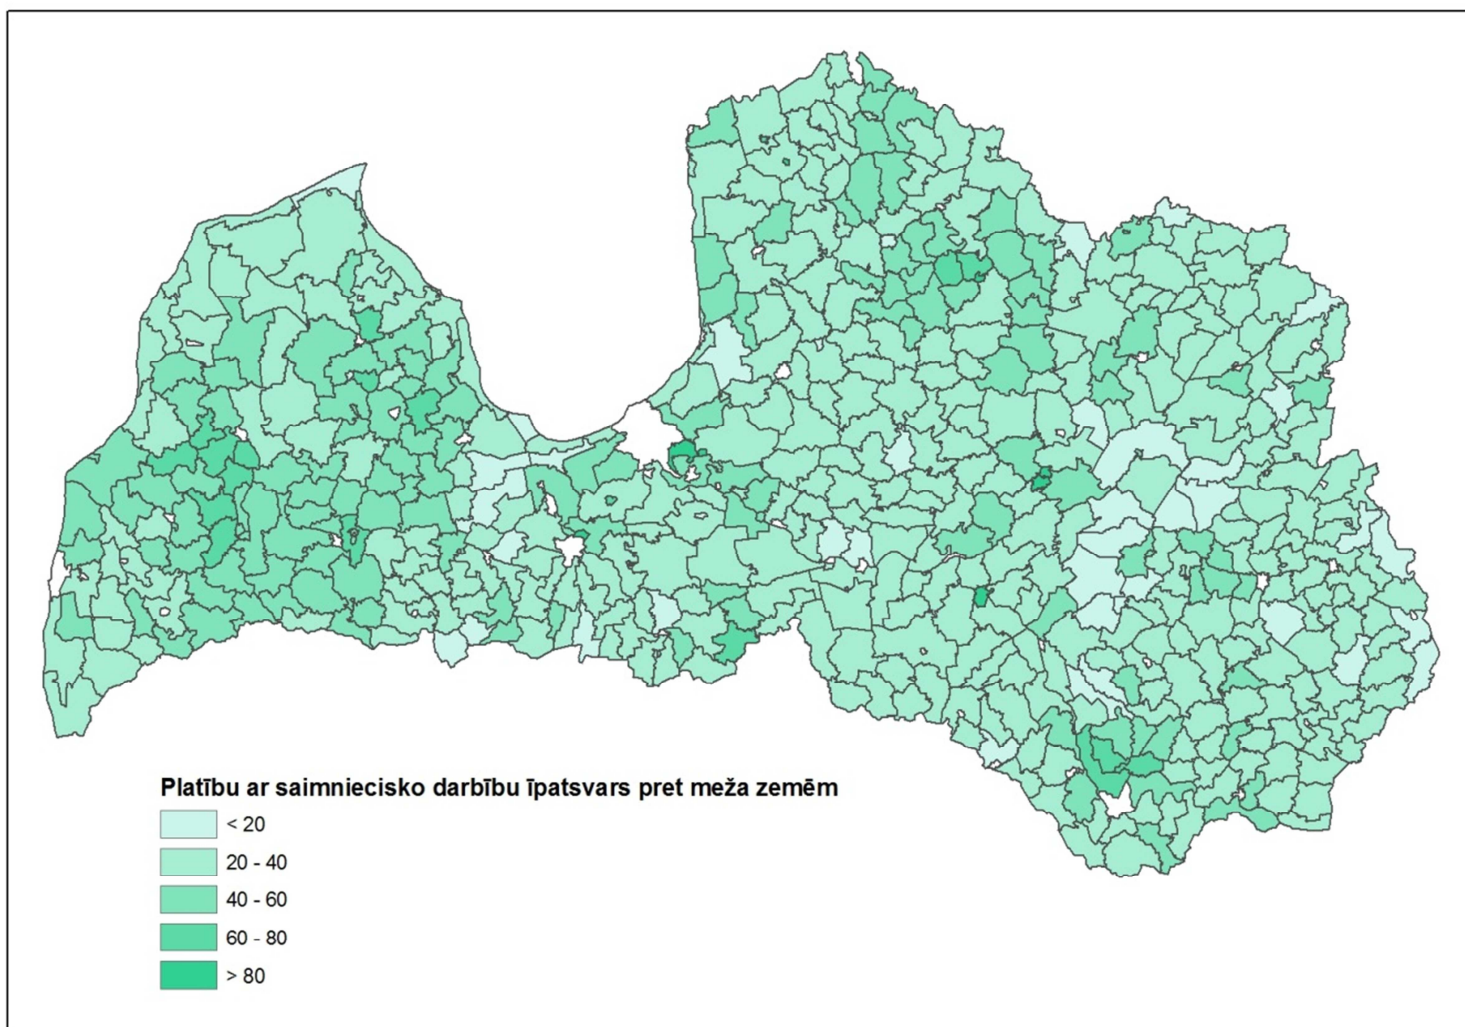 Platību ar saimniecisko darbību īpatsvars pret meža zemēm
< 20
20 - 40
40 - 60
60 - 80
> 80